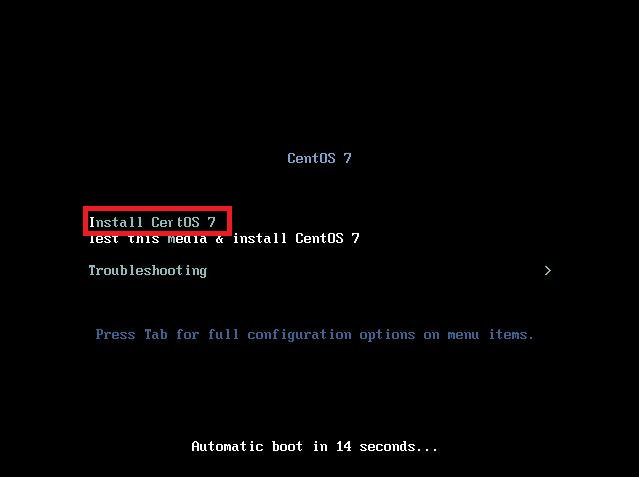 CentOS 7
Install CentOS 7
Test this media & install CentOS 7
Troubleshooting >
Press Tab for full configuration options on menu items.
Automatic boot in 14 seconds...